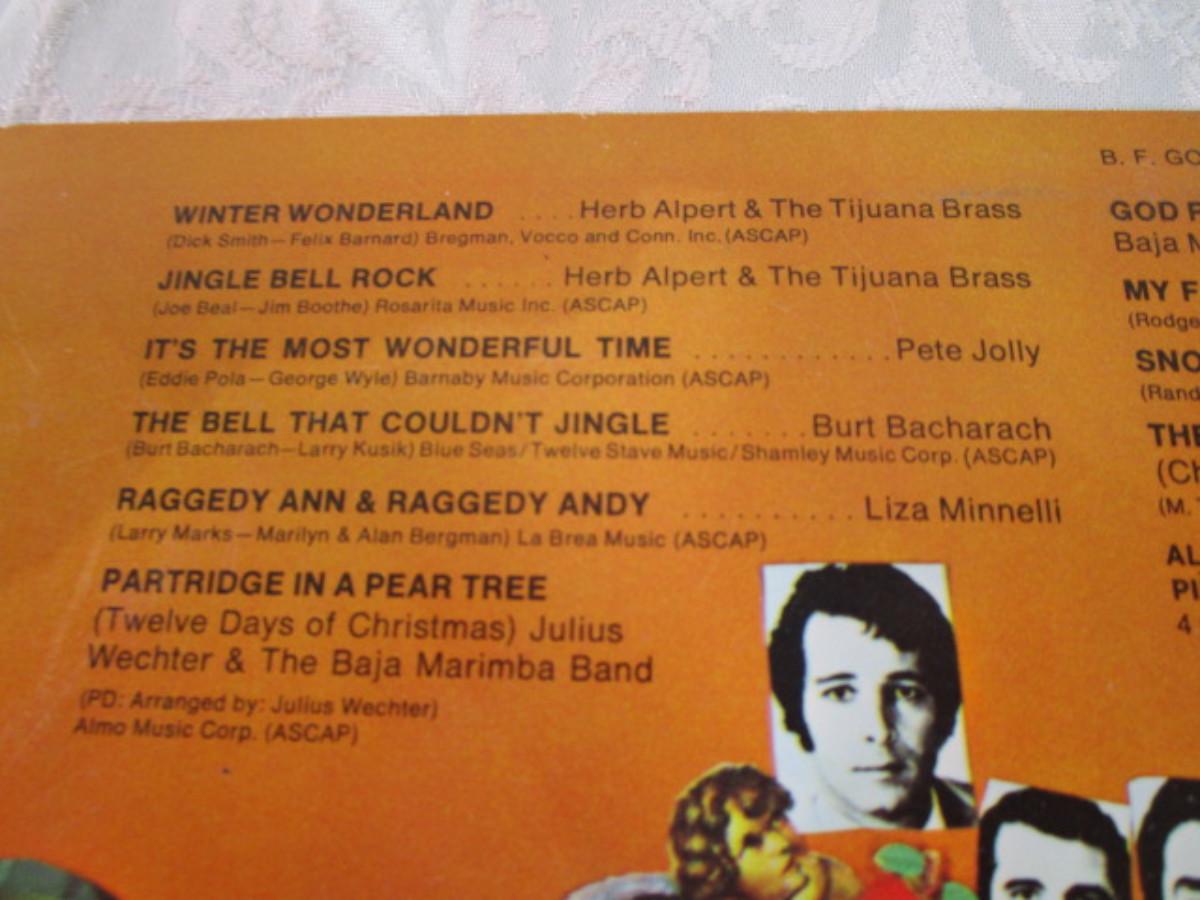 WINTER WONDERLAND ....Herb Alpert & The Tijuana Brass
(Dick Smith—Felix Barnard) Bregman, Vocco and Conn. Inc. (ASCAP)
JINGLE BELL ROCK ......Herb Alpert & The Tijuana Brass
(Joe Beal—Jim Boothe) Rosarita Music Inc. (ASCAP)
IT'S THE MOST WONDERFUL TIME ............Pete Jolly
(Eddie Pola—George Wyle) Barnaby Music Corporation (ASCAP)
THE BELL THAT COULDN'T JINGLE .......Burt Bacharach
(Burt Bacharach—Larry Kusik) Blue Seas/Twelve Stave Music/Shamley Music Corp. (ASCAP)
RAGGEDY ANN & RAGGEDY ANDY ..........Liza Minnelli
(Larry Marks—Marilyn & Alan Bergman) La Brea Music (ASCAP)
PARTRIDGE IN A PEAR TREE
(Twelve Days of Christmas) Julius
Wechter & The Baja Marimba Band
(PD: Arranged by: Julius Wechter)
Almo Music Corp. (ASCAP)
B. F. GO
GOD
Baja
MY F
(Rodge
SNO
(Rand
THE
(Ch
(M.
AL
PI
4